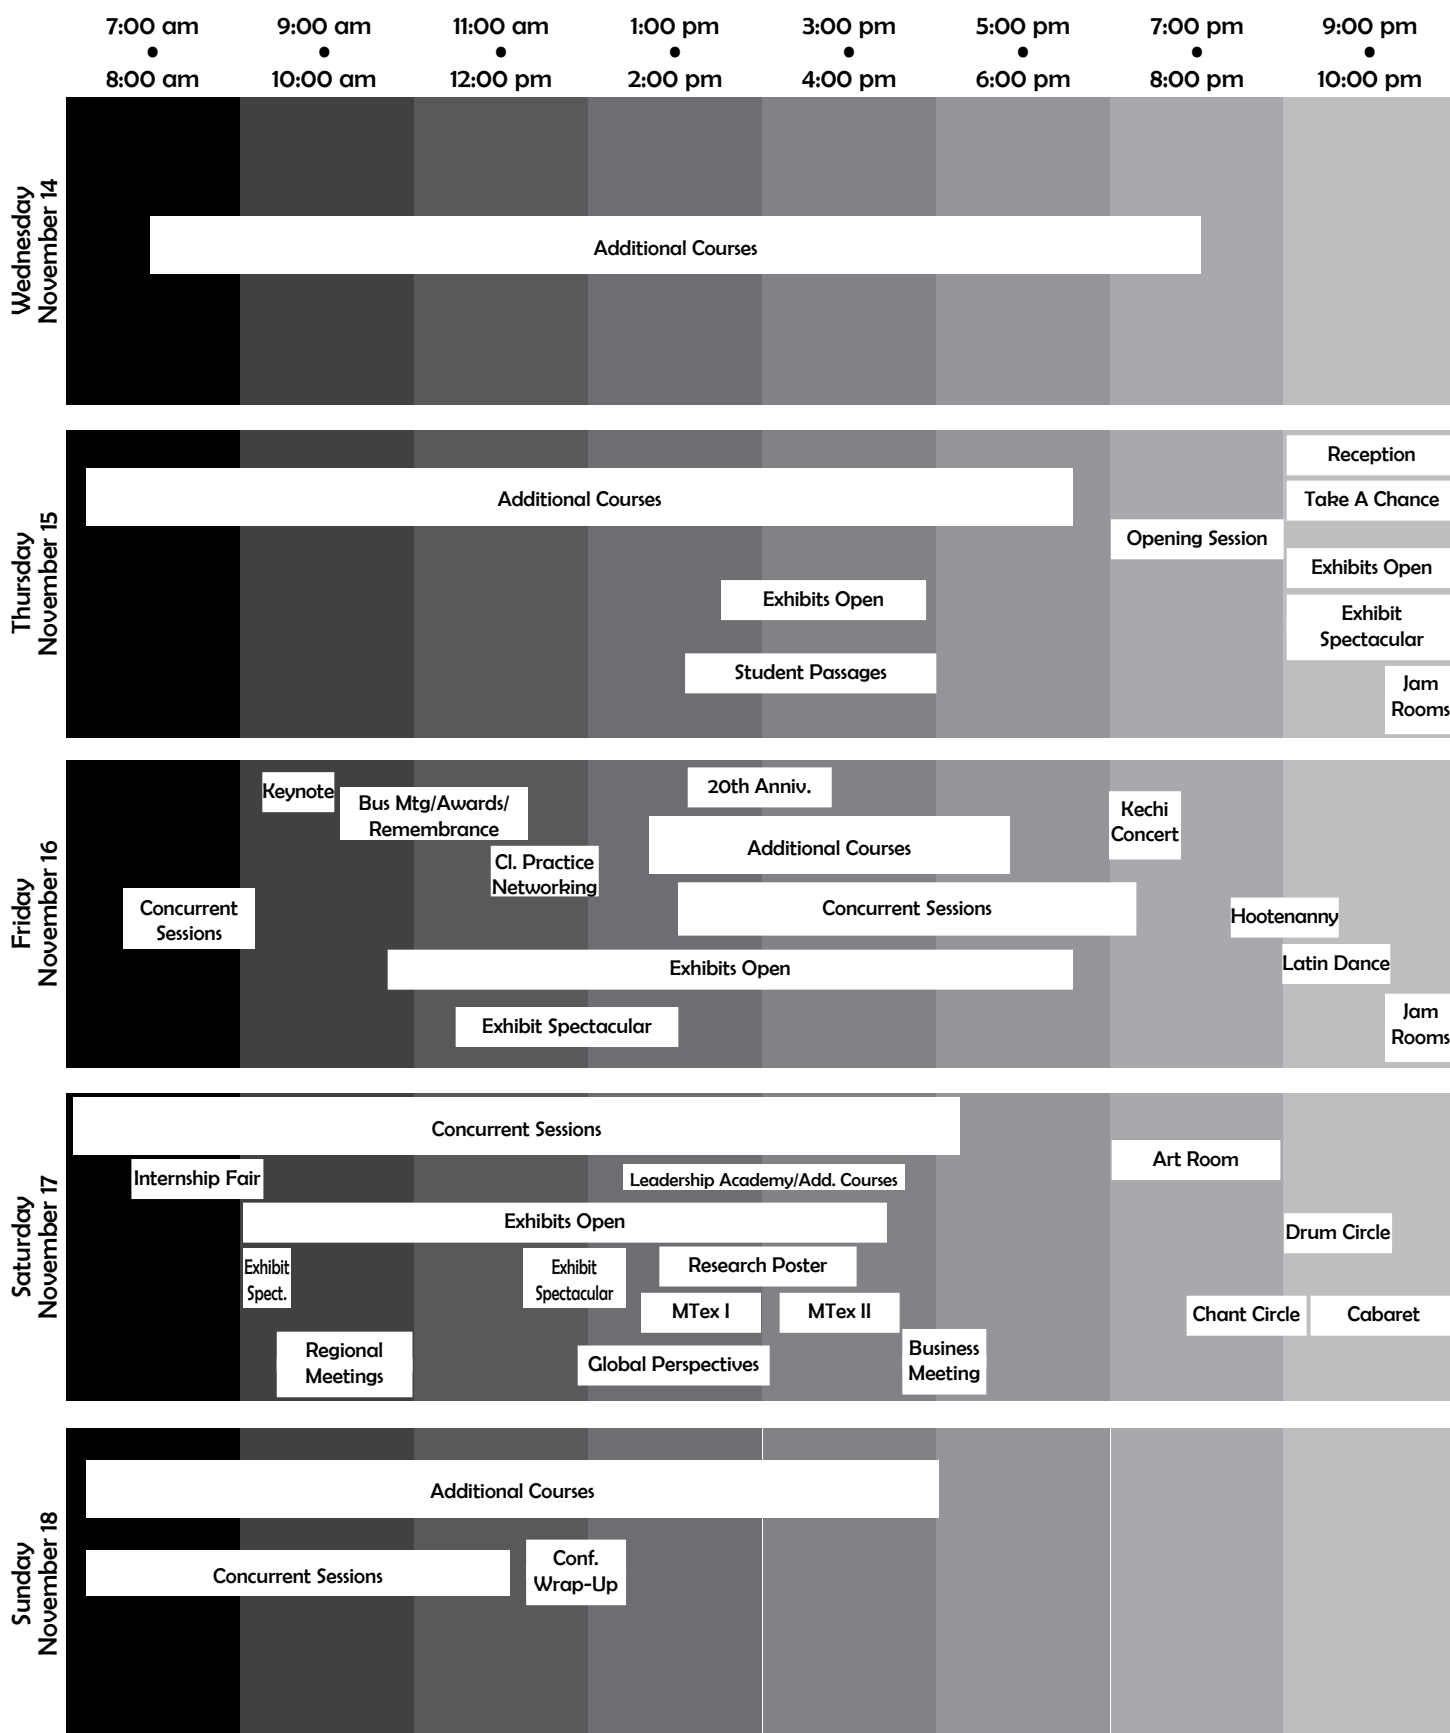 7:00 am 9:00 am 11:00 am 1:00 pm 3:00 pm 5:00 pm 7:00 pm 9:00 pm
• • • • • • • •
8:00 am 10:00 am 12:00 pm 2:00 pm 4:00 pm 6:00 pm 8:00 pm 10:00 pm
Wednesday
November 14
Additional Courses
Thursday
November 15
Reception
Additional Courses
Take A Chance
Opening Session
Exhibits Open
Exhibits Open
Exhibit
Spectacular
Student Passages
Jam
Rooms
Friday
November 16
Keynote
Bus Mtg/Awards/
Remembrance
20th Anniv.
Kechi
Concert
Additional Courses
Cl. Practice
Networking
Concurrent
Sessions
Concurrent Sessions
Hootenanny
Exhibits Open
Latin Dance
Exhibit Spectacular
Jam
Rooms
Saturday
November 17
Concurrent Sessions
Art Room
Internship Fair
Leadership Academy/Add. Courses
Exhibits Open
Drum Circle
Exhibit
Spect.
Exhibit
Spectacular
Research Poster
MTex I
MTex II
Chant Circle
Cabaret
Regional
Meetings
Global Perspectives
Business
Meeting
Sunday
November 18
Additional Courses
Concurrent Sessions
Conf.
Wrap-Up